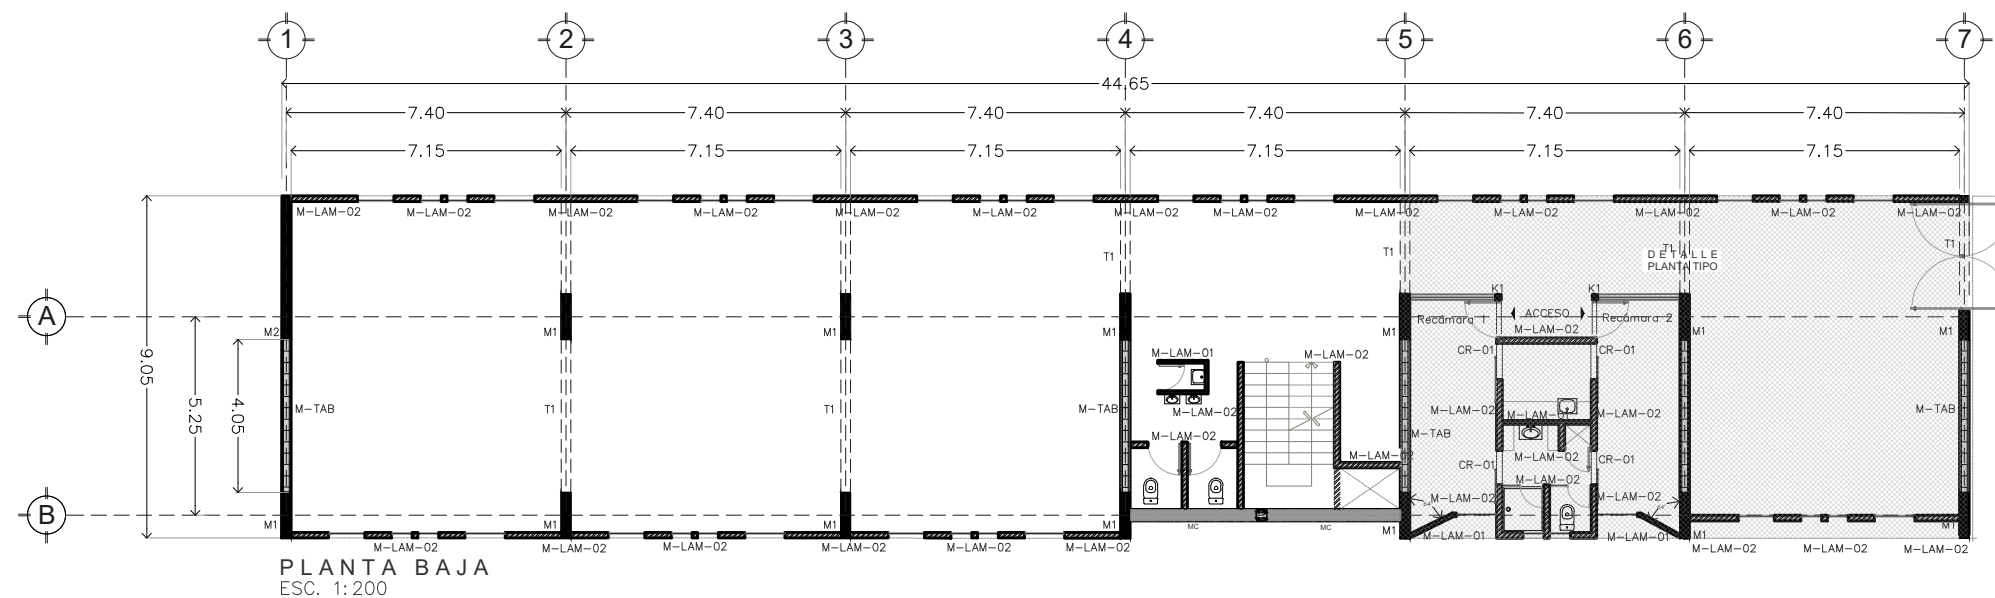 1 2 3 4 5 6 7
44.65
7.40 7.40 7.40 7.40 7.40 7.40
7.15 7.15 7.15 7.15 7.15 7.15
M-LAM-02 M-LAM-02 M-LAM-02 M-LAM-02 M-LAM-02 M-LAM-02 M-LAM-02 M-LAM-02 M-LAM-02 M-LAM-02 M-LAM-02 M-LAM-02 M-LAM-02
T1 T1 T1 T1
DETALLE
PLANTA TIPO
K1 K1
A
ACCESO
Recámara 1 Recámara 2
M2 M1 M1 M1 M1 M-LAM-02 M1 M1
M-LAM-01 M-LAM-02 CR-01 CR-01
9.05
5.25
4.05
M-TAB T1 T1 M-TAB M-LAM-02 M-LAM-02 M-LAM-01 M-LAM-02 M-TAB
M-LAM-02 M-TAB
M-LAM-02 M-LAM-02 CR-01 CR-01
M-LAM-02
M-LAM-02 M-LAM-02
B
M1 M1 M1 M1 MC MC M1 M1 M1
M-LAM-01 M-LAM-01
M-LAM-02 M-LAM-02 M-LAM-02 M-LAM-02 M-LAM-02 M-LAM-02 M-LAM-02 M-LAM-02
PLANTA BAJA
ESC. 1:200